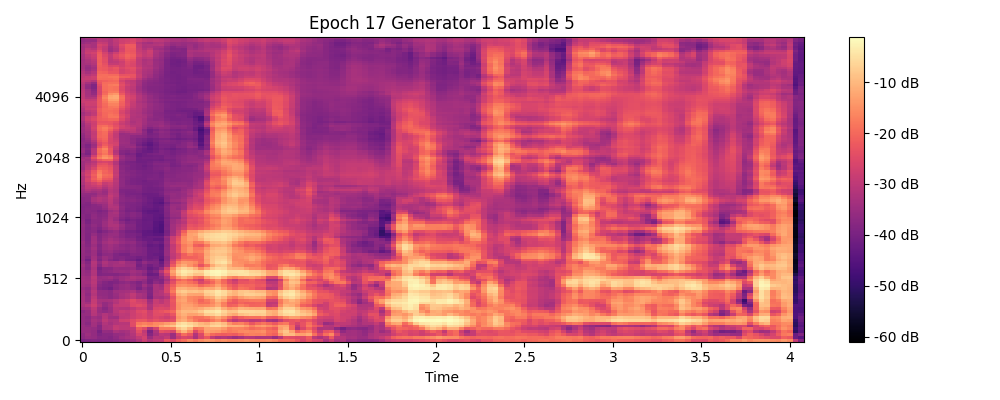 Epoch 17 Generator 1 Sample 5
Hz
4096
2048
1024
512
0
0
0.5
1
1.5
2
2.5
3
3.5
4
Time
-10 dB
-20 dB
-30 dB
-40 dB
-50 dB
-60 dB